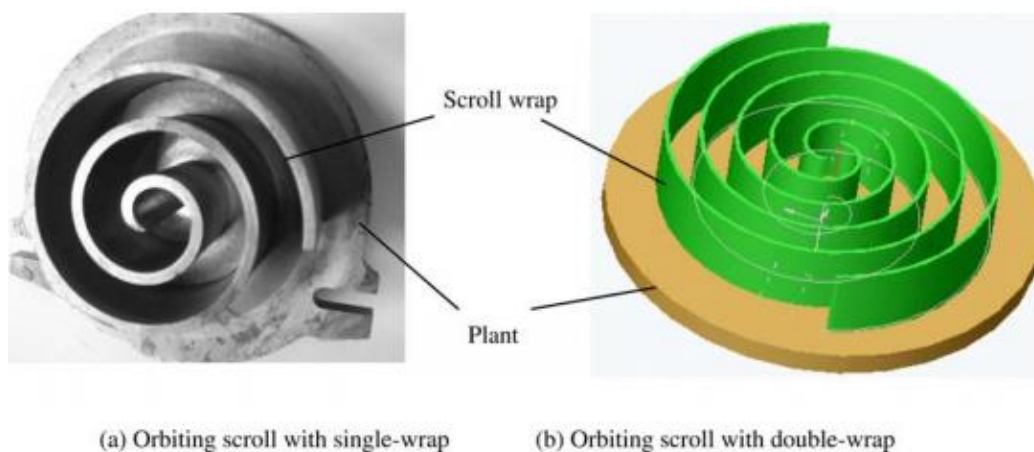 Scroll wrap
Plant
(a) Orbiting scroll with single-wrap
(b) Orbiting scroll with double-wrap